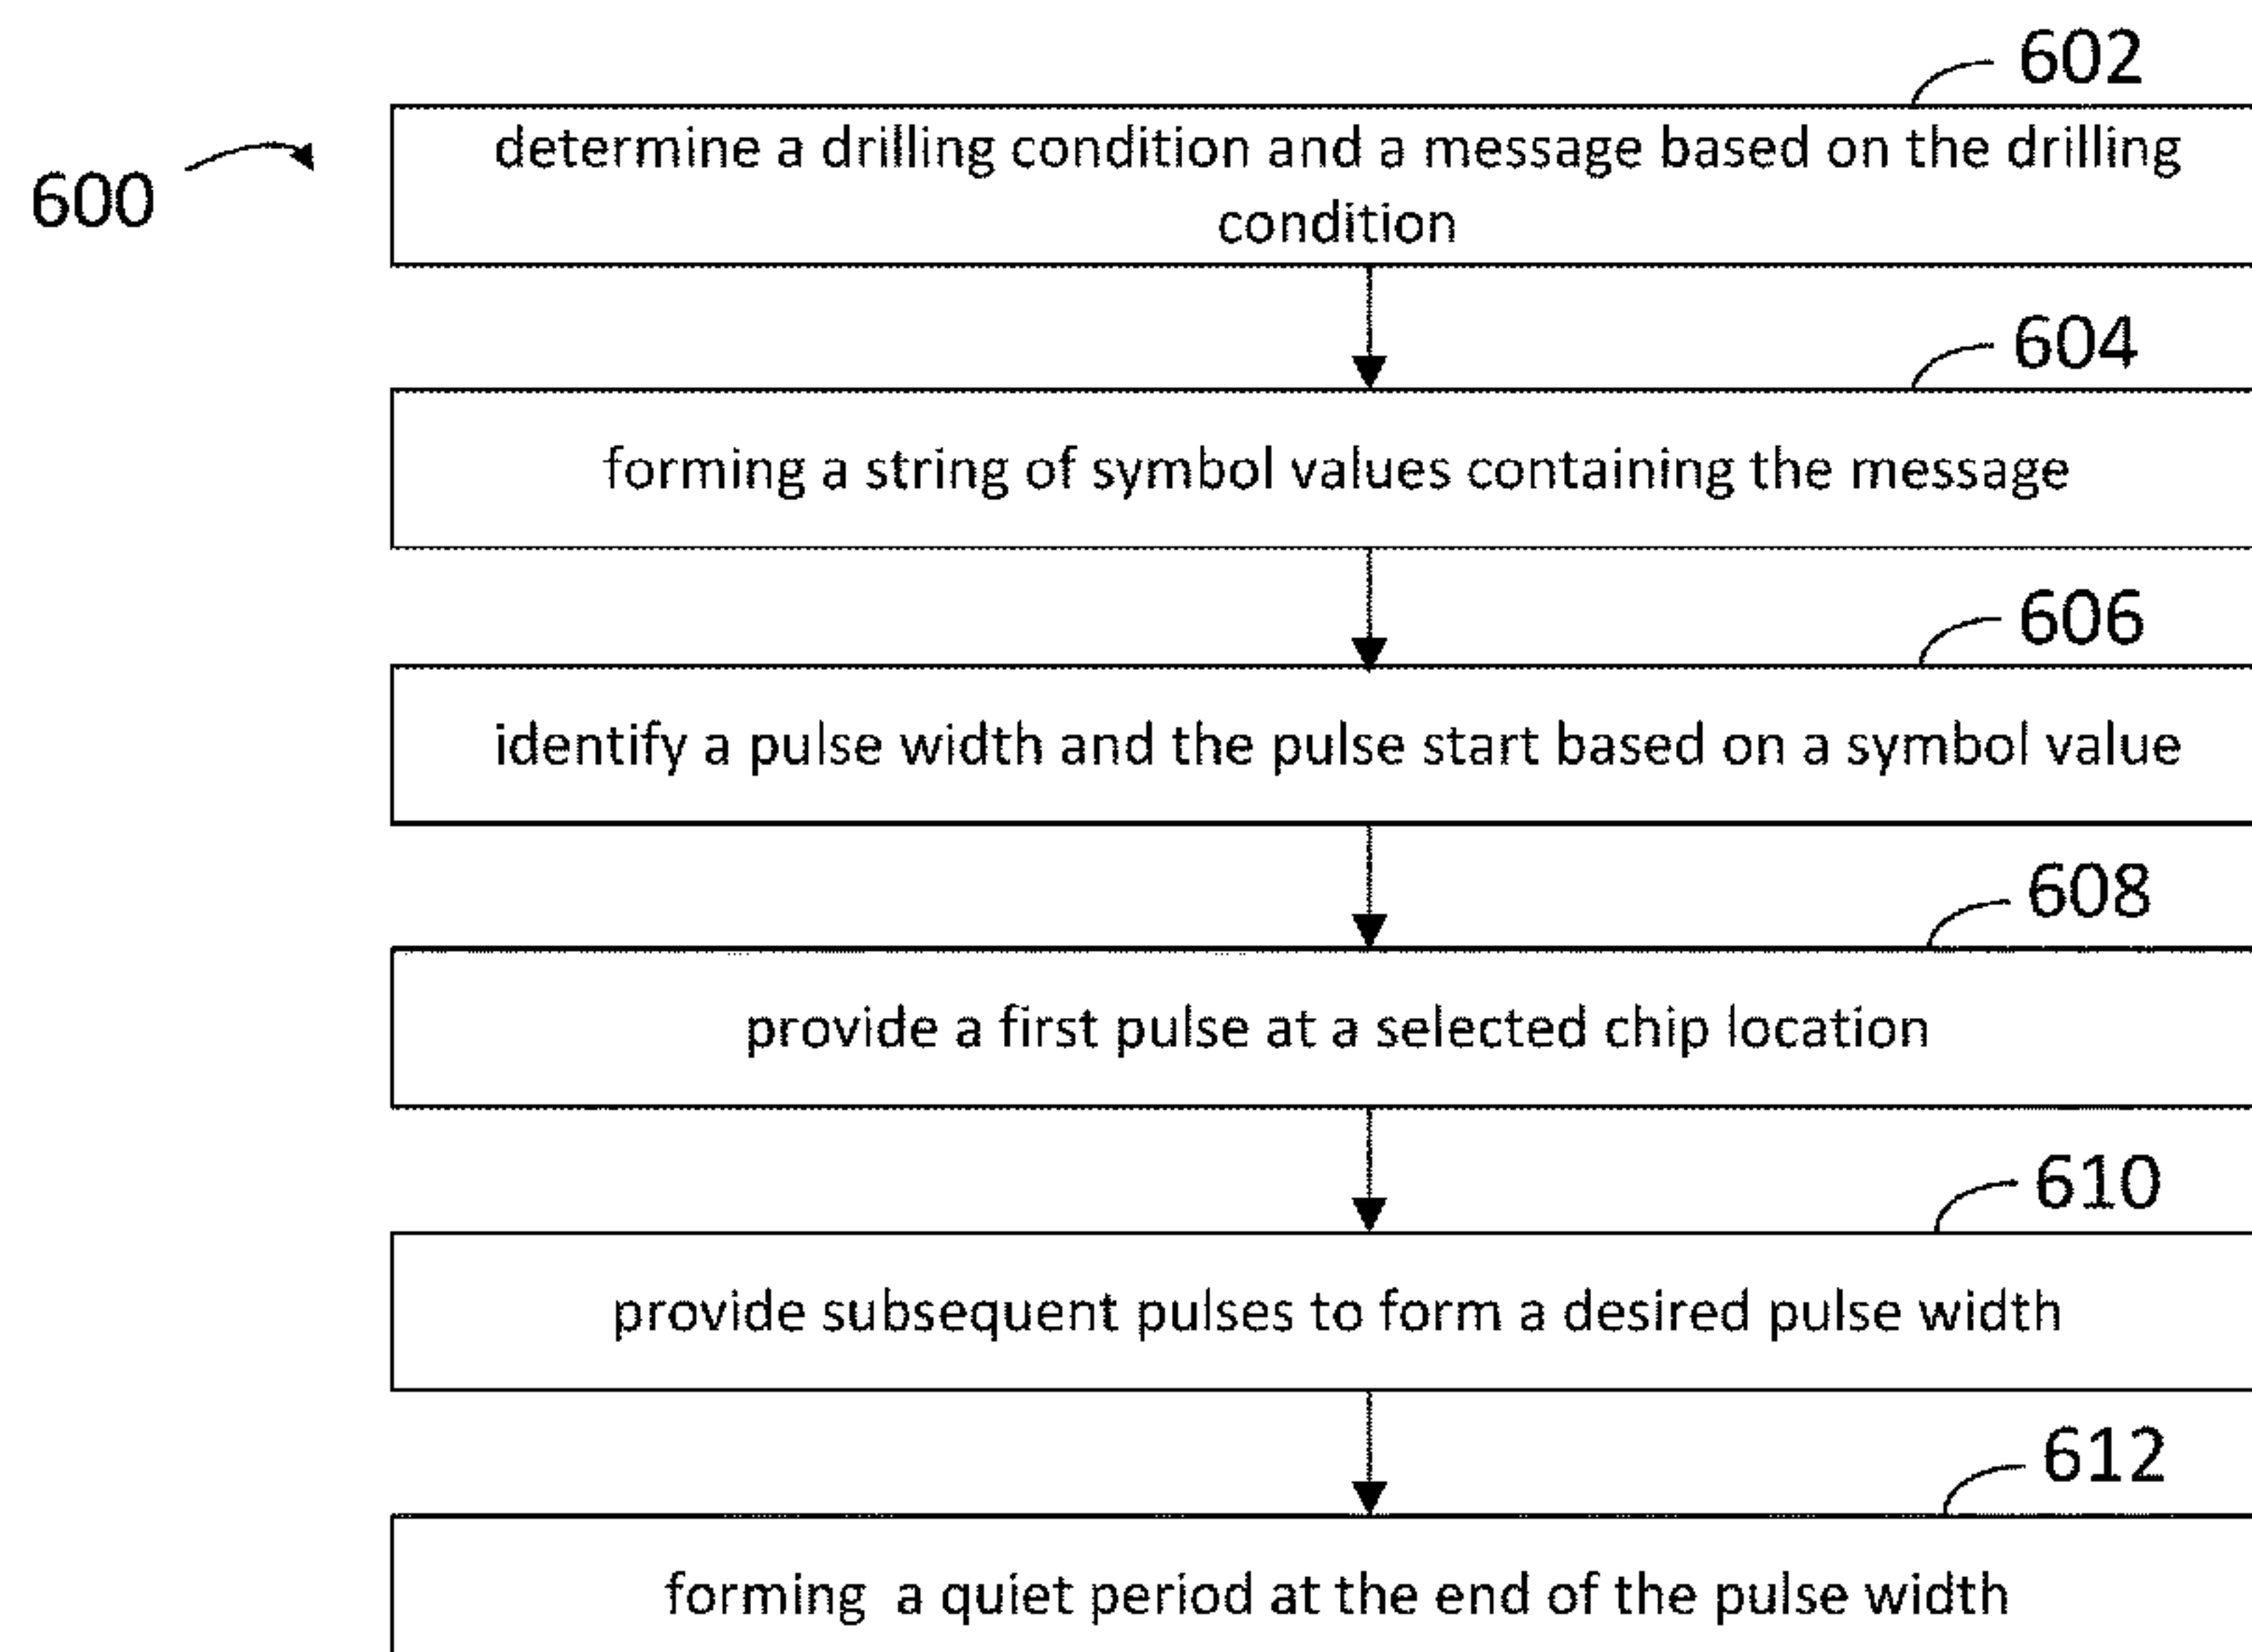 602
600
determine a drilling condition and a message based on the drilling
condition
604
forming a string of symbol values containing the message
606
identify a pulse width and the pulse start based on a symbol value
608
provide a first pulse at a selected chip location
610
provide subsequent pulses to form a desired pulse width
612
forming a quiet period at the end of the pulse width